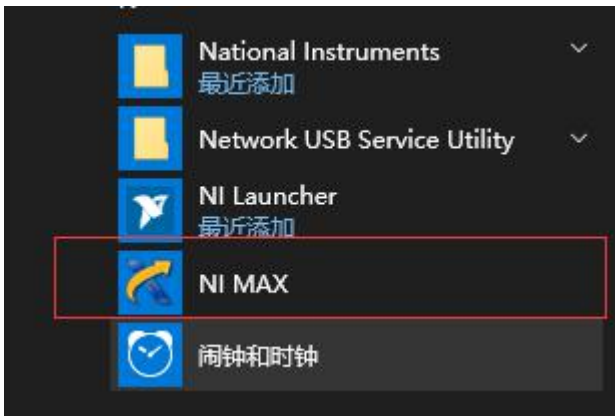 National Instruments
最近添加
Network USB Service Utility
NI Launcher
最近添加
NI MAX
闹钟和时钟